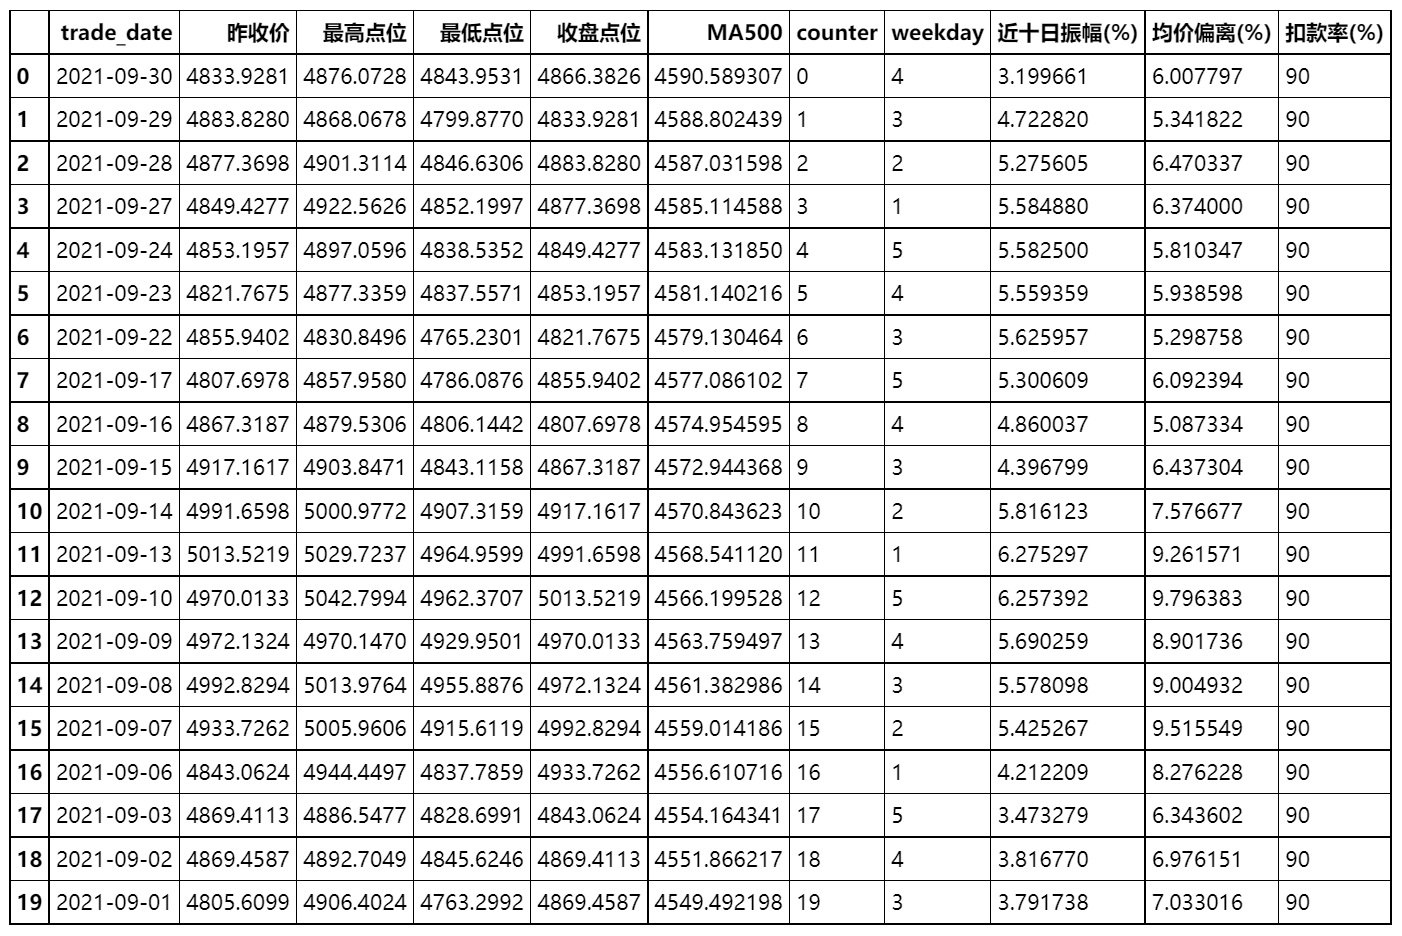 trade_date 昨收价 最高点位 最低点位 收盘点位 MA500 counter weekday 近十日振幅(%) 均价偏离(%) 扣款率(%)
0 2021-09-30 4833.9281 4876.0728 4843.9531 4866.3826 4590.589307 0 4 3.199661 6.007797 90
1 2021-09-29 4883.8280 4868.0678 4799.8770 4833.9281 4588.802439 1 3 4.722820 5.341822 90
2 2021-09-28 4877.3698 4901.3114 4846.6306 4883.8280 4587.031598 2 2 5.275605 6.470337 90
3 2021-09-27 4849.4277 4922.5626 4852.1997 4877.3698 4585.114588 3 1 5.584880 6.374000 90
4 2021-09-24 4853.1957 4897.0596 4838.5352 4849.4277 4583.131850 4 5 5.582500 5.810347 90
5 2021-09-23 4821.7675 4877.3359 4837.5571 4853.1957 4581.140216 5 4 5.559359 5.938598 90
6 2021-09-22 4855.9402 4830.8496 4765.2301 4821.7675 4579.130464 6 3 5.625957 5.298758 90
7 2021-09-17 4807.6978 4857.9580 4786.0876 4855.9402 4577.086102 7 5 5.300609 6.092394 90
8 2021-09-16 4867.3187 4879.5306 4806.1442 4807.6978 4574.954595 8 4 4.860037 5.087334 90
9 2021-09-15 4917.1617 4903.8471 4843.1158 4867.3187 4572.944368 9 3 4.396799 6.437304 90
10 2021-09-14 4991.6598 5000.9772 4907.3159 4917.1617 4570.843623 10 2 5.816123 7.576677 90
11 2021-09-13 5013.5219 5029.7237 4964.9599 4991.6598 4568.541120 11 1 6.275297 9.261571 90
12 2021-09-10 4970.0133 5042.7994 4962.3707 5013.5219 4566.199528 12 5 6.257392 9.796383 90
13 2021-09-09 4972.1324 4970.1470 4929.9501 4970.0133 4563.759497 13 4 5.690259 8.901736 90
14 2021-09-08 4992.8294 5013.9764 4955.8876 4972.1324 4561.382986 14 3 5.578098 9.004932 90
15 2021-09-07 4933.7262 5005.9606 4915.6119 4992.8294 4559.014186 15 2 5.425267 9.515549 90
16 2021-09-06 4843.0624 4944.4497 4837.7859 4933.7262 4556.610716 16 1 4.212209 8.276228 90
17 2021-09-03 4869.4113 4886.5477 4828.6991 4843.0624 4554.164341 17 5 3.473279 6.343602 90
18 2021-09-02 4869.4587 4892.7049 4845.6246 4869.4113 4551.866217 18 4 3.816770 6.976151 90
19 2021-09-01 4805.6099 4906.4024 4763.2992 4869.4587 4549.492198 19 3 3.791738 7.033016 90